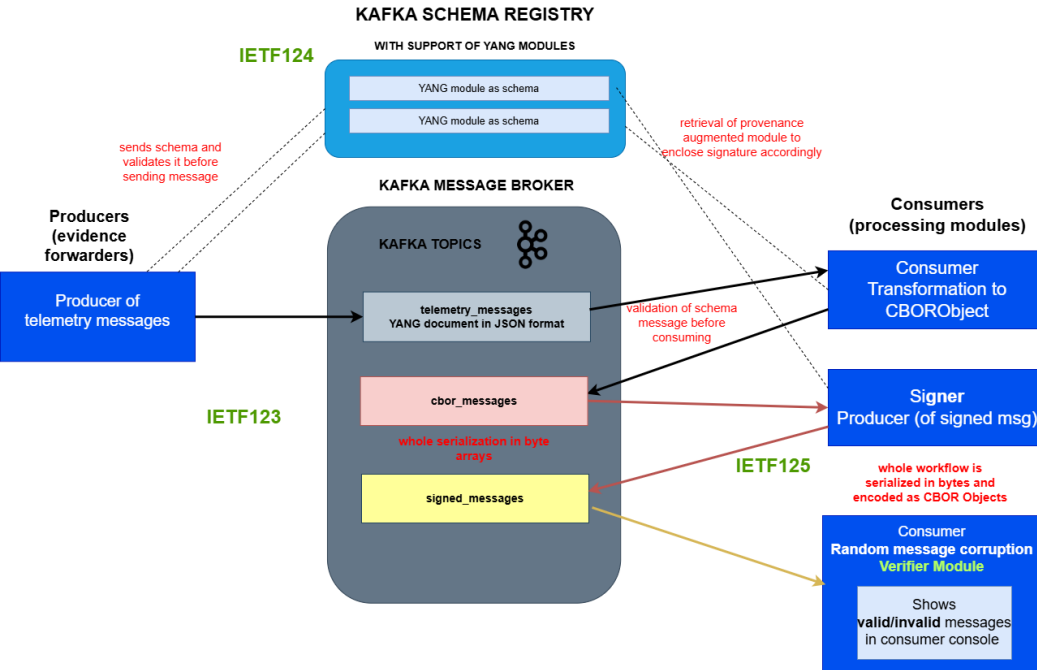 KAFKA SCHEMA REGISTRY
WITH SUPPORT OF YANG MODULES
IETF124
YANG module as schema
YANG module as schema
sends schema and
validates it before
sending message
retrieval of provenance
augmented module to
enclose signature accordingly
KAFKA MESSAGE BROKER
Producers
(evidence
forwarders)
Consumers
(processing modules)
KAFKA TOPICS
Producer of
telemetry messages
telemetry_messages
YANG document in JSON format
validation of schema
message before
consuming
Consumer
Transformation to
CBORObject
cbor_messages
IETF123
Signer
Producer (of signed msg)
whole serialization in byte
arrays
IETF125
signed_messages
whole workflow is
serialized in bytes and
encoded as CBOR Objects
Consumer
Random message corruption
Verifier Module
Shows
valid/invalid messages
in consumer console